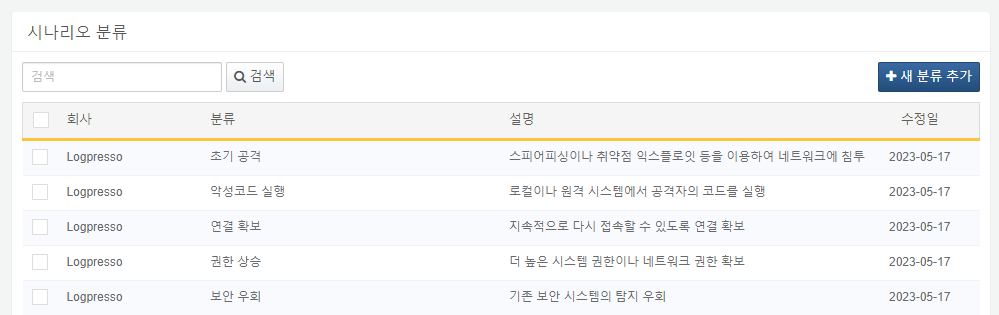 시나리오 분류
검색 검색 새 분류 추가
회사 분류 설명 수정일
Logpresso 초기 공격 스피어피싱이나 취약점 익스플로잇 등을 이용하여 네트워크에 침투 2023-05-17
Logpresso 악성코드 실행 로컬이나 원격 시스템에서 공격자의 코드를 실행 2023-05-17
Logpresso 연결 확보 지속적으로 다시 접속할 수 있도록 연결 확보 2023-05-17
Logpresso 권한 상승 더 높은 시스템 권한이나 네트워크 권한 확보 2023-05-17
Logpresso 보안 우회 기존 보안 시스템의 탐지 우회 2023-05-17